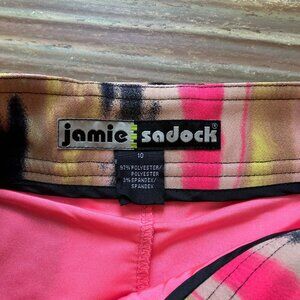 jamie sadock
10
97% POLYESTER/
POLYESTER
3% SPANDEX/
SPANDEX